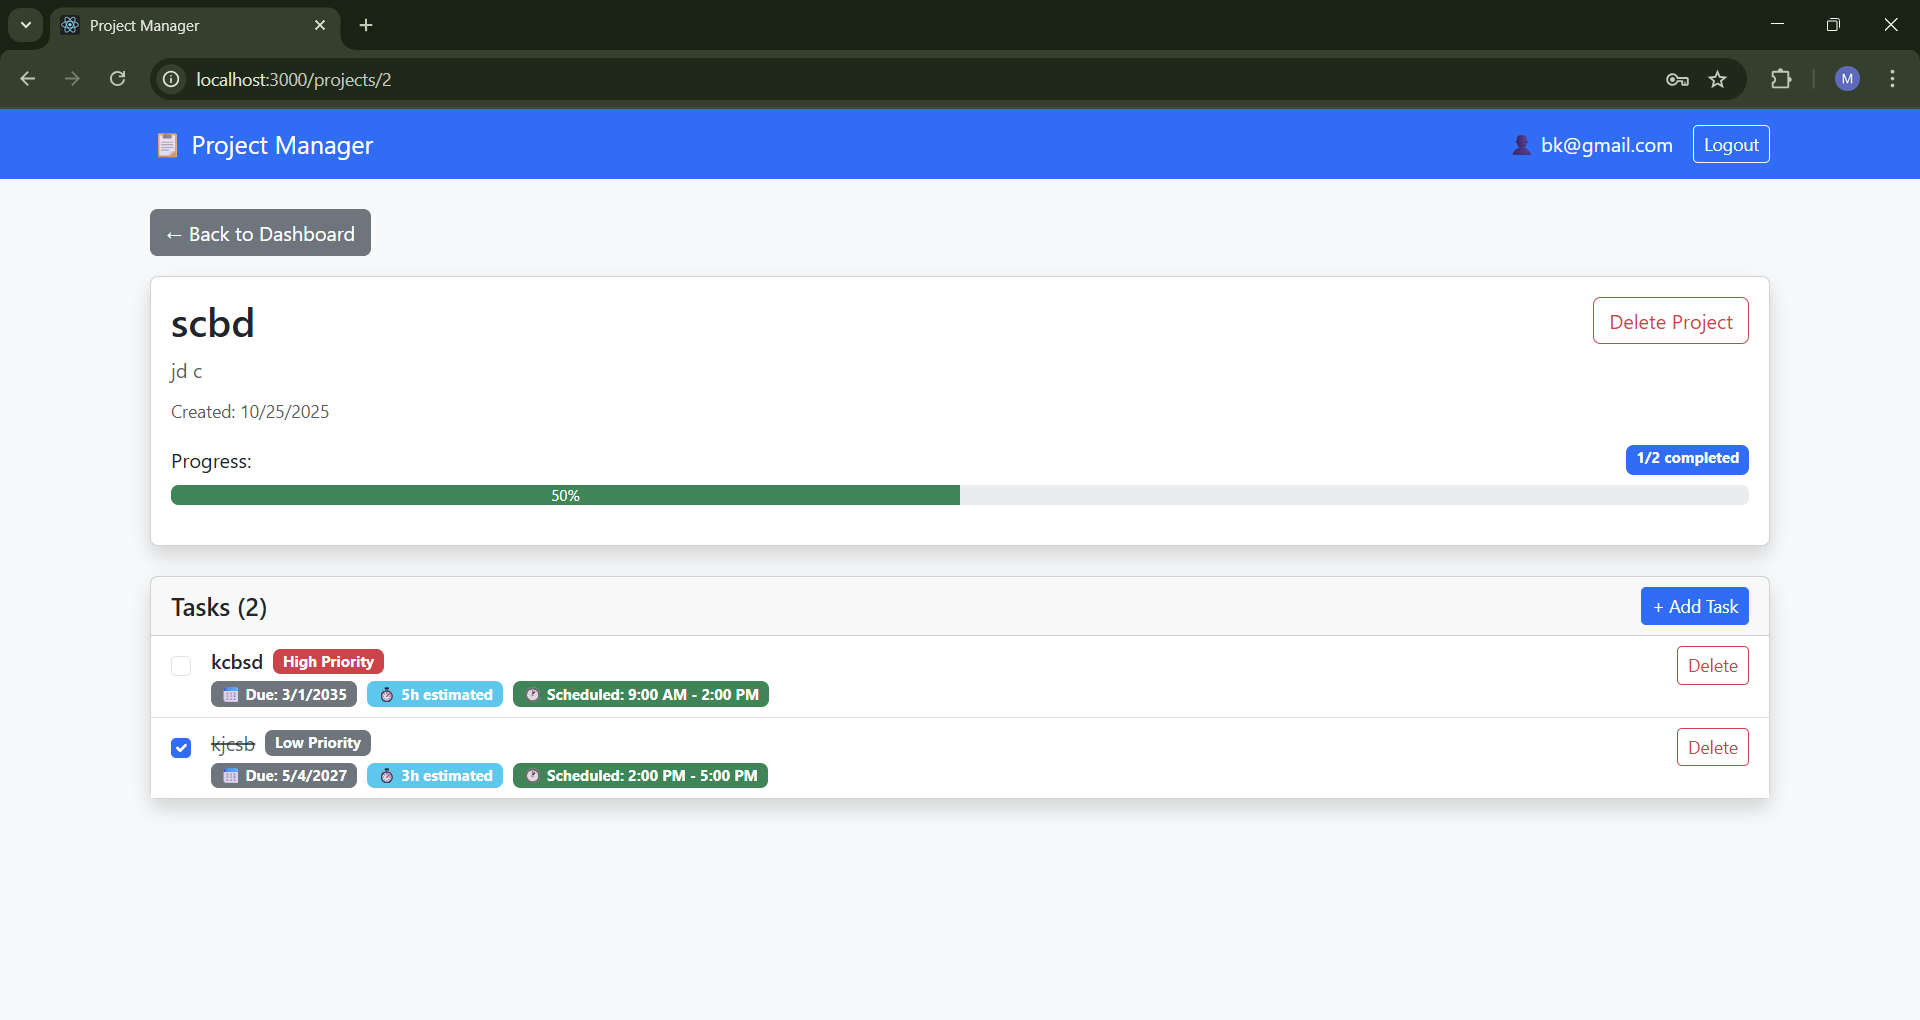 Project Manager
localhost:3000/projects/2
M
Project Manager
bk@gmail.com
Logout
← Back to Dashboard
scbd
Delete Project
jd c
Created: 10/25/2025
Progress:
1/2 completed
50%
Tasks (2)
+ Add Task
kcbsd High Priority
Delete
Due: 3/1/2035 5h estimated Scheduled: 9:00 AM - 2:00 PM
kjcsb Low Priority
Delete
Due: 5/4/2027 3h estimated Scheduled: 2:00 PM - 5:00 PM